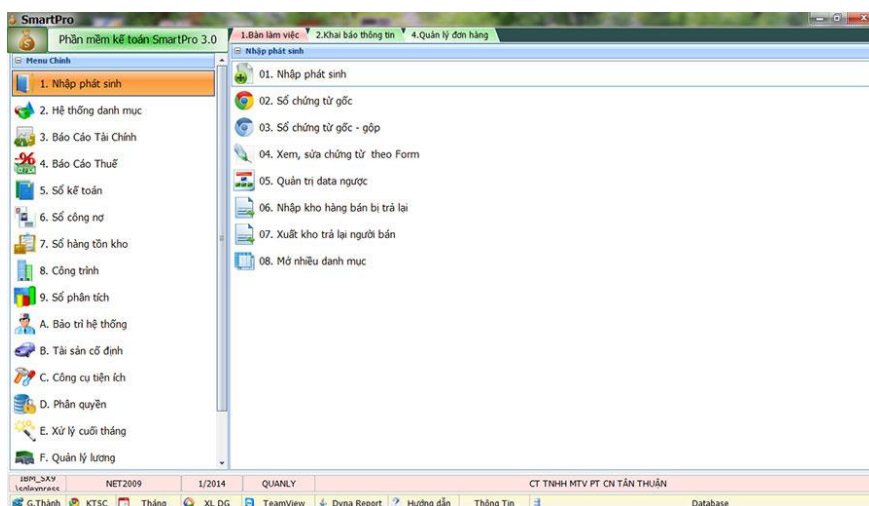 SmartPro
Phần mềm kế toán SmartPro 3.0
1.Bàn làm việc
2.Khai báo thông tin
4.Quản lý đơn hàng
Menu Chính
1. Nhập phát sinh
2. Hệ thống danh mục
3. Báo Cáo Tài Chính
4. Báo Cáo Thuế
5. Sổ kế toán
6. Sổ công nợ
7. Sổ hàng tồn kho
8. Công trình
9. Sổ phân tích
A. Bảo trì hệ thống
B. Tài sản cố định
C. Công cụ tiện ích
D. Phân quyền
E. Xử lý cuối tháng
F. Quản lý lương
Nhập phát sinh
01. Nhập phát sinh
02. Sổ chứng từ gốc
03. Sổ chứng từ gốc - gộp
04. Xem, sửa chứng từ theo Form
05. Quản trị data ngược
06. Nhập kho hàng bán bị trả lại
07. Xuất kho trả lại người bán
08. Mở nhiều danh mục
IBM_SX9
\sqlexpress
NET2009
1/2014
QUANLY
CT TNHH MTV PT CN TÂN THUẬN
G.Thành
KTSC
Tháng
XL DG
TeamView
Dyna Report
Hướng dẫn
Thông Tin
Database